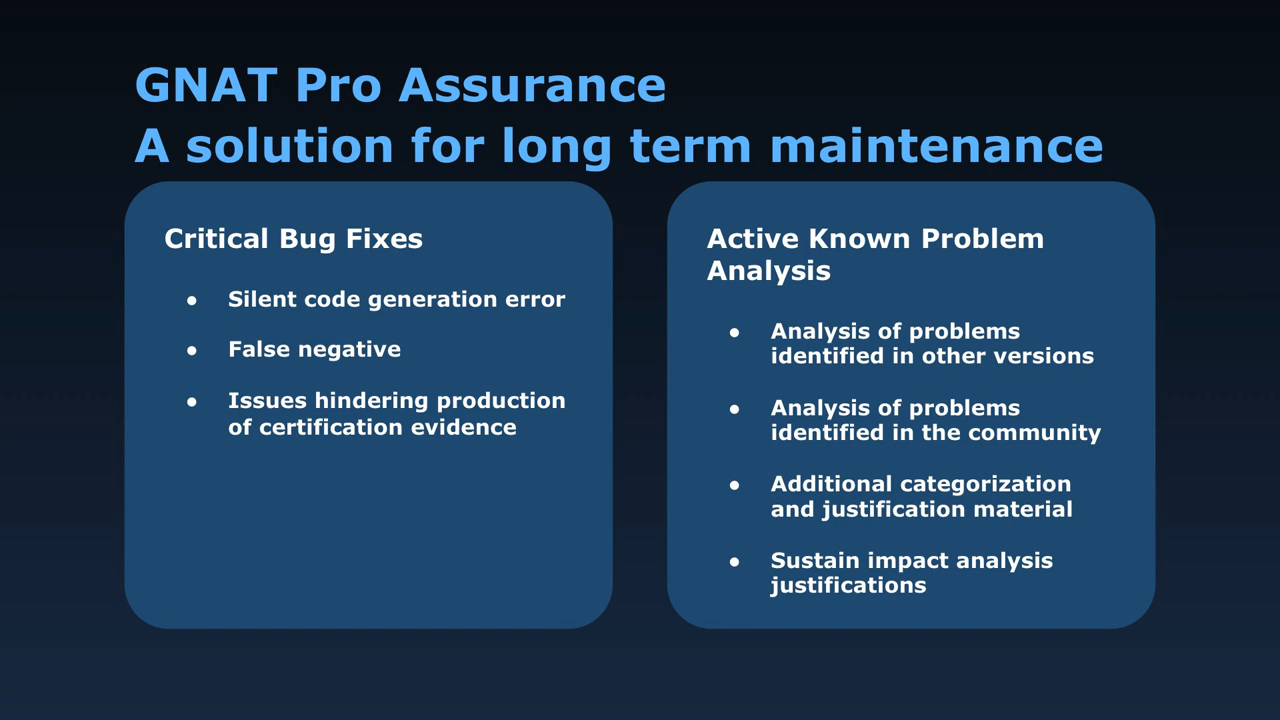 GNAT Pro Assurance
A solution for long term maintenance
Critical Bug Fixes
● Silent code generation error
● False negative
● Issues hindering production
of certification evidence
Active Known Problem
Analysis
● Analysis of problems
identified in other versions
● Analysis of problems
identified in the community
● Additional categorization
and justification material
● Sustain impact analysis
justifications